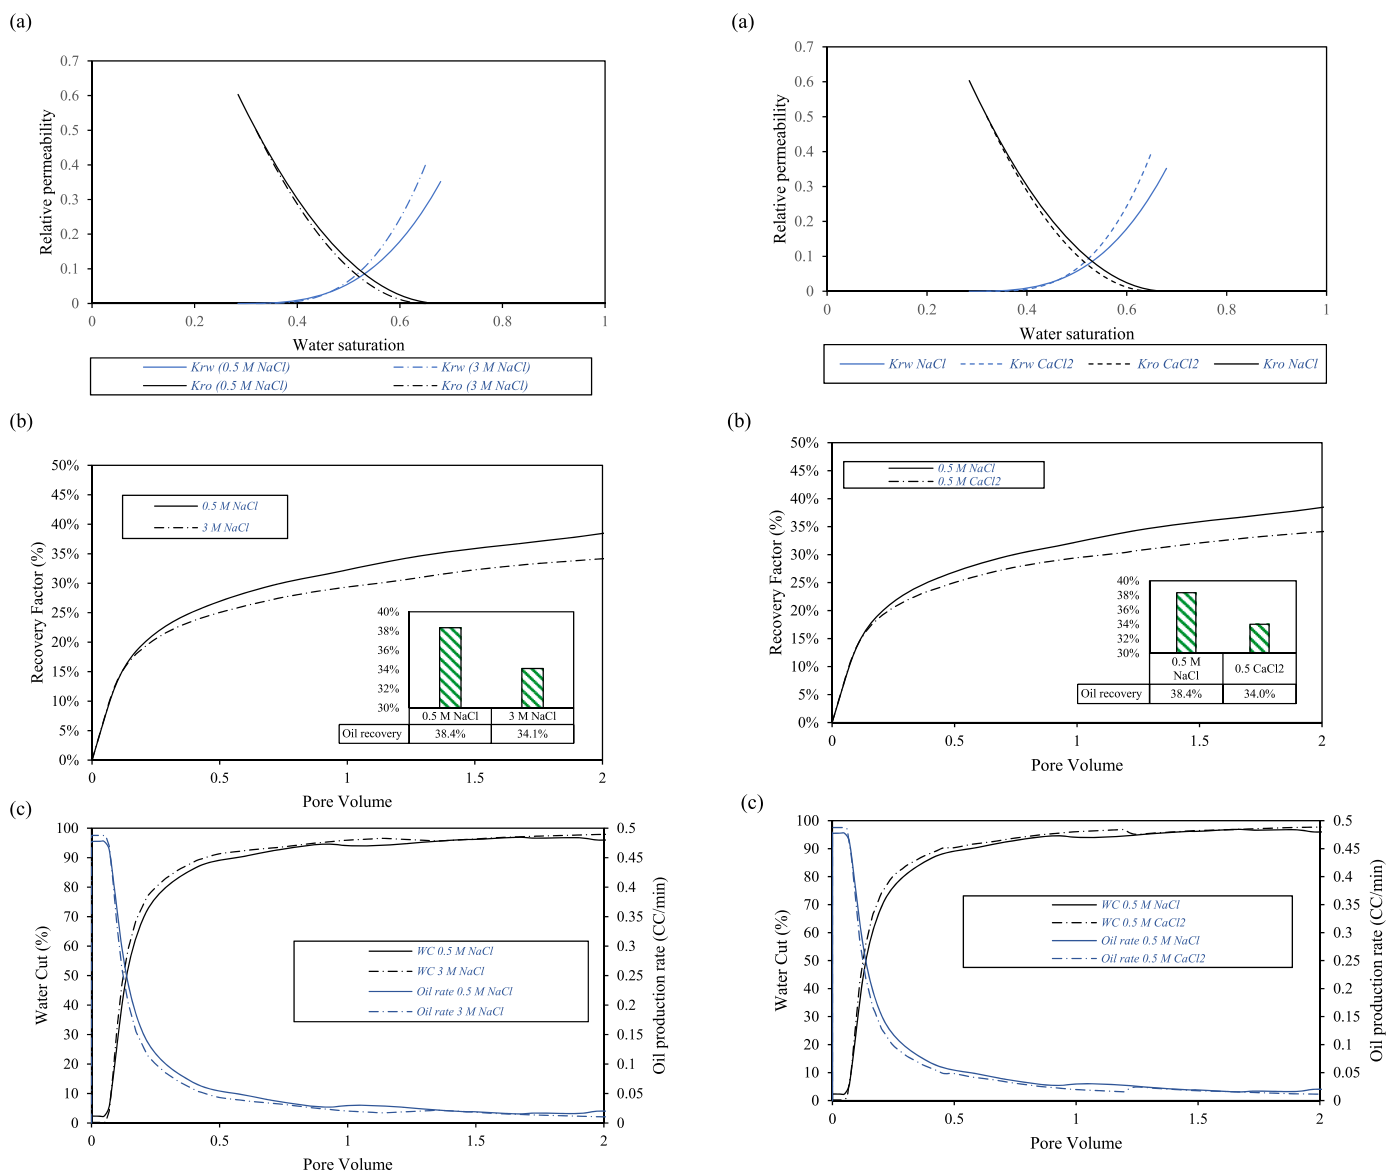 (a)
0.7
0.6
0.5
0.4
0.3
0.2
0.1
0
Relative permeability
0 0.2 0.4 0.6 0.8 1
Water saturation
Krw (0.5 M NaCl) Krw (3 M NaCl)
Kro (0.5 M NaCl) Kro (3 M NaCl)
(b)
50%
45%
40%
35%
30%
25%
20%
15%
10%
5%
0%
Recovery Factor (%)
0.5 M NaCl
3 M NaCl
40%
38%
36%
34%
32%
30%
0.5 M NaCl 3 M NaCl
Oil recovery 38.4% 34.1%
0 0.5 1 1.5 2
Pore Volume
(c)
100
90
80
70
60
50
40
30
20
10
0
Water Cut (%)
WC 0.5 M NaCl
WC 3 M NaCl
Oil rate 0.5 M NaCl
Oil rate 3 M NaCl
0.5
0.45
0.4
0.35
0.3
0.25
0.2
0.15
0.1
0.05
0
Oil production rate (CC/min)
0 0.5 1 1.5 2
Pore Volume
(a)
0.7
0.6
0.5
0.4
0.3
0.2
0.1
0
Relative permeability
0 0.2 0.4 0.6 0.8 1
Water saturation
Krw NaCl Krw CaCl2 Kro CaCl2 Kro NaCl
(b)
50%
45%
40%
35%
30%
25%
20%
15%
10%
5%
0%
Recovery Factor (%)
0.5 M NaCl
0.5 M CaCl2
40%
38%
36%
34%
32%
30%
0.5 M
NaCl
0.5 CaCl2
Oil recovery 38.4% 34.0%
0 0.5 1 1.5 2
Pore Volume
(c)
100
90
80
70
60
50
40
30
20
10
0
Water Cut (%)
WC 0.5 M NaCl
WC 0.5 M CaCl2
Oil rate 0.5 M NaCl
Oil rate 0.5 M CaCl2
0.5
0.45
0.4
0.35
0.3
0.25
0.2
0.15
0.1
0.05
0
Oil production rate (CC/min)
0 0.5 1 1.5 2
Pore Volume